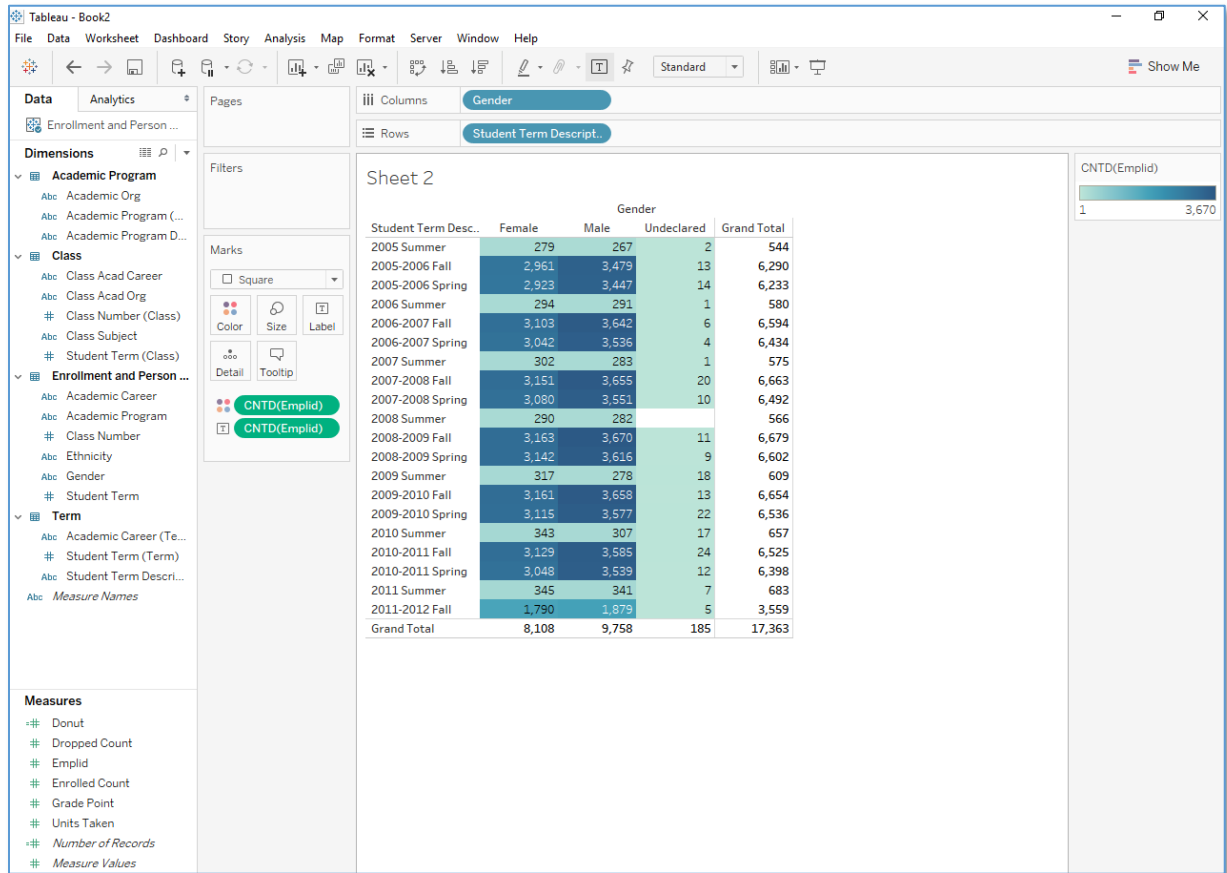 Tableau - Book2
File Data Worksheet Dashboard Story Analysis Map Format Server Window Help
Standard
Show Me
Data Analytics
Enrollment and Person ...
Dimensions
Academic Program
Abc Academic Org
Abc Academic Program (...
Abc Academic Program D...
Class
Abc Class Acad Career
Abc Class Acad Org
# Class Number (Class)
Abc Class Subject
# Student Term (Class)
Enrollment and Person ...
Abc Academic Career
Abc Academic Program
# Class Number
Abc Ethnicity
Abc Gender
# Student Term
Term
Abc Academic Career (Te...
# Student Term (Term)
Abc Student Term Descri...
Abc Measure Names
Measures
=# Donut
# Dropped Count
# Emplid
# Enrolled Count
# Grade Point
# Units Taken
=# Number of Records
# Measure Values
Pages
Filters
Marks
Square
Color Size Label
Detail Tooltip
CNTD(Emplid)
CNTD(Emplid)
Columns Gender
Rows Student Term Descript..
Sheet 2
Gender
Student Term Desc.. Female Male Undeclared Grand Total
2005 Summer 279 267 2 544
2005-2006 Fall 2,961 3,479 13 6,290
2005-2006 Spring 2,923 3,447 14 6,233
2006 Summer 294 291 1 580
2006-2007 Fall 3,103 3,642 6 6,594
2006-2007 Spring 3,042 3,536 4 6,434
2007 Summer 302 283 1 575
2007-2008 Fall 3,151 3,655 20 6,663
2007-2008 Spring 3,080 3,551 10 6,492
2008 Summer 290 282 566
2008-2009 Fall 3,163 3,670 11 6,679
2008-2009 Spring 3,142 3,616 9 6,602
2009 Summer 317 278 18 609
2009-2010 Fall 3,161 3,658 13 6,654
2009-2010 Spring 3,115 3,577 22 6,536
2010 Summer 343 307 17 657
2010-2011 Fall 3,129 3,585 24 6,525
2010-2011 Spring 3,048 3,539 12 6,398
2011 Summer 345 341 7 683
2011-2012 Fall 1,790 1,879 5 3,559
Grand Total 8,108 9,758 185 17,363
CNTD(Emplid)
1 3,670